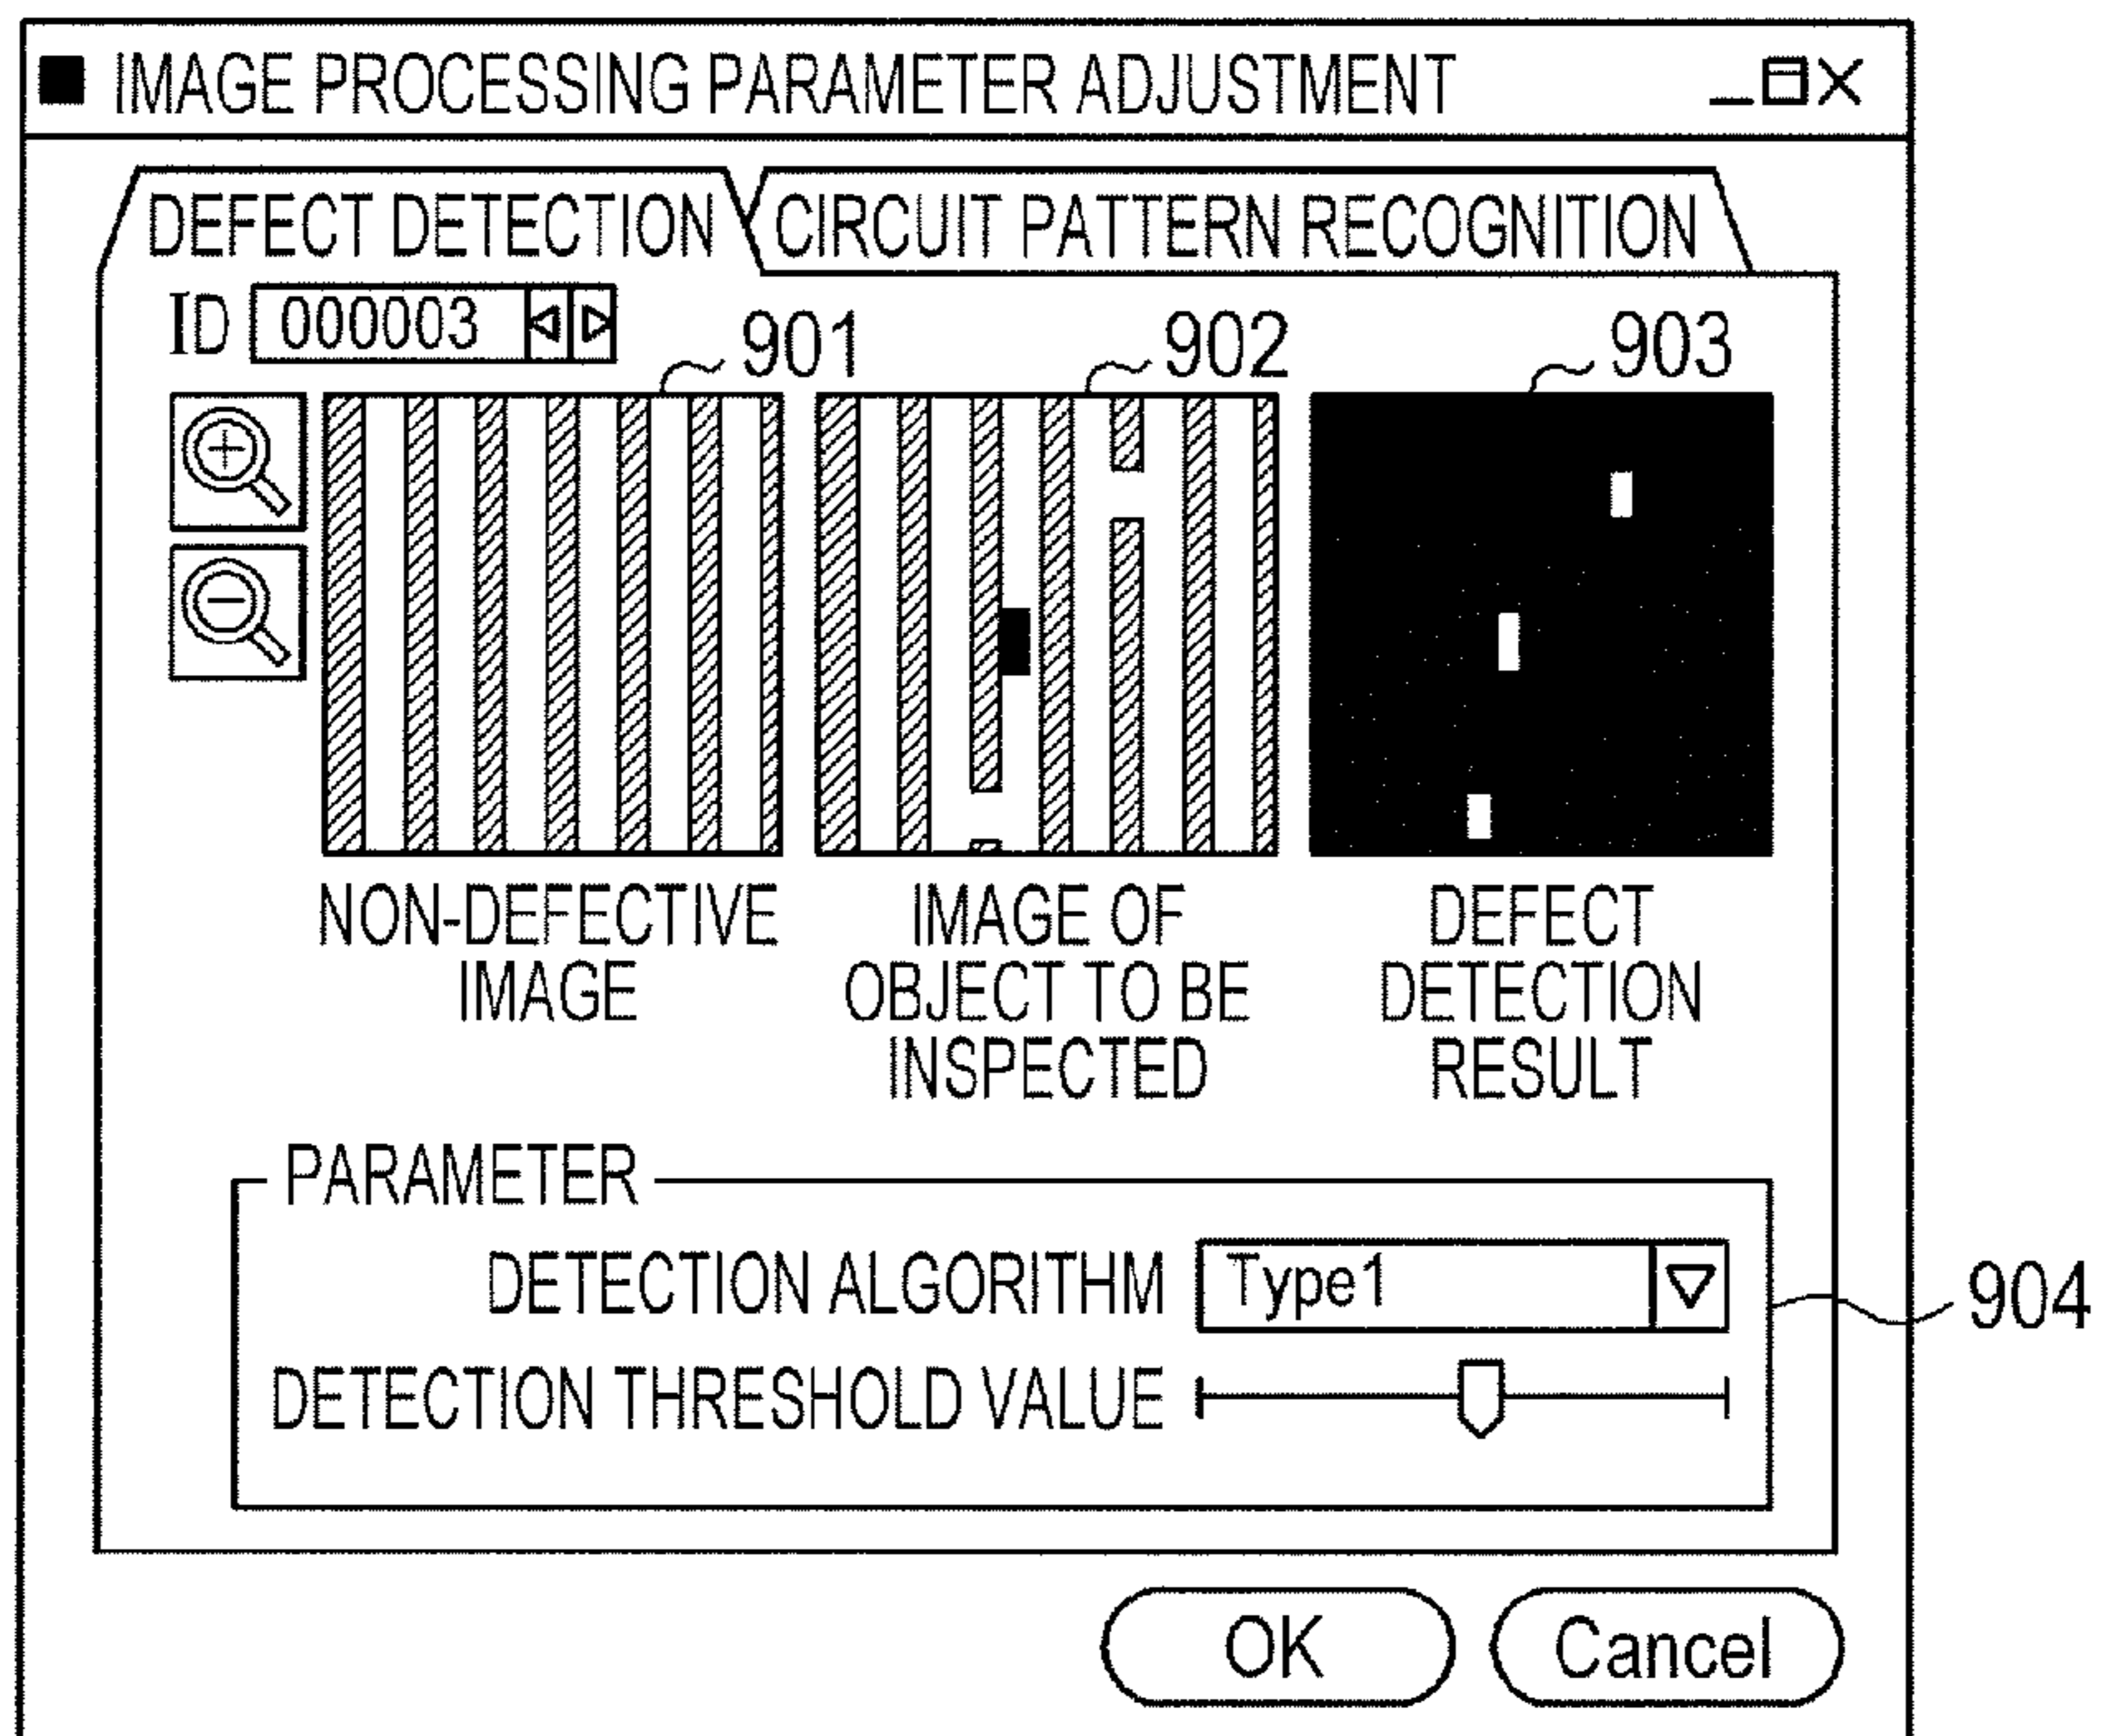 IMAGE PROCESSING PARAMETER ADJUSTMENT
DEFECT DETECTION
CIRCUIT PATTERN RECOGNITION
ID 000003
901
902
903
NON-DEFECTIVE
IMAGE
IMAGE OF
OBJECT TO BE
INSPECTED
DEFECT
DETECTION
RESULT
PARAMETER
DETECTION ALGORITHM Type1
904
DETECTION THRESHOLD VALUE
OK
Cancel